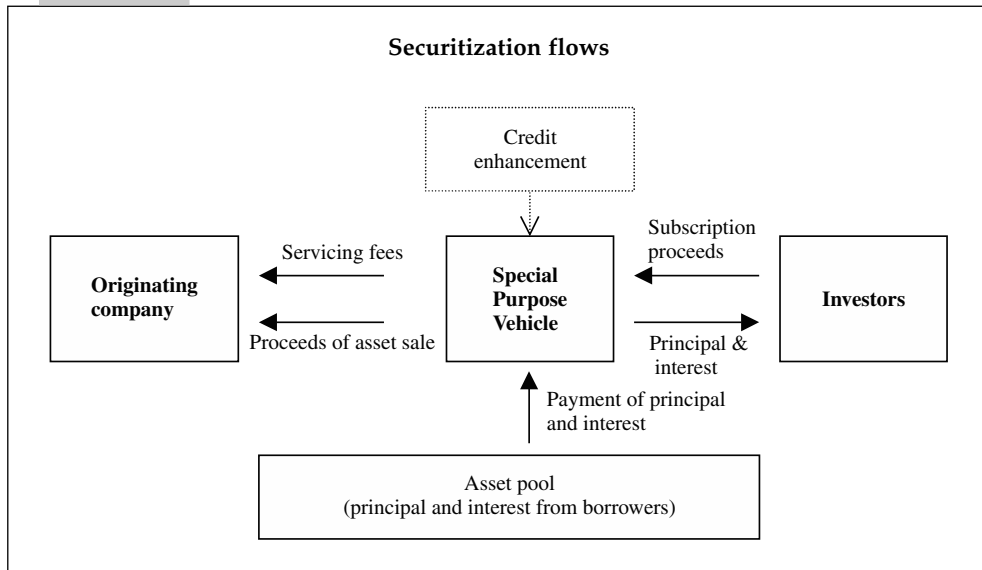 Securitization flows
Credit
enhancement
Subscription
proceeds
Servicing fees
Originating
company
Special
Purpose
Vehicle
Investors
Proceeds of asset sale
Principal &
interest
Payment of principal
and interest
Asset pool
(principal and interest from borrowers)